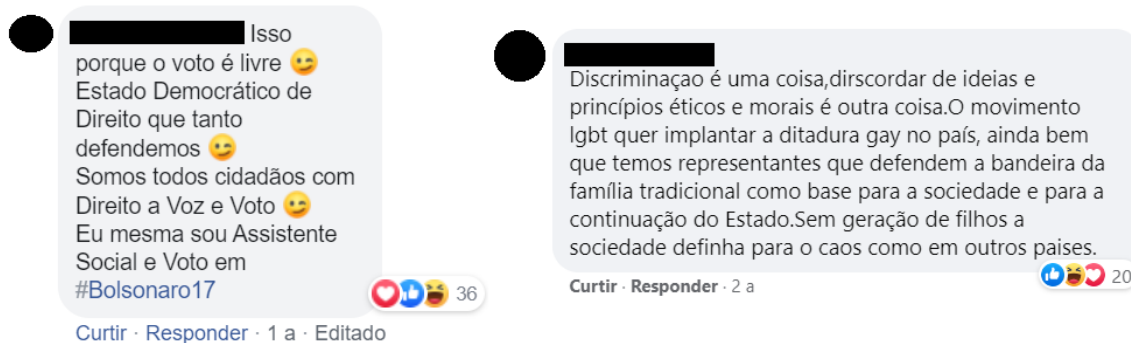 Isso
porque o voto é livre 😉
Estado Democrático de
Direito que tanto
defendemos 😉
Somos todos cidadãos com
Direito a Voz e Voto 😉
Eu mesma sou Assistente
Social e Voto em
#Bolsonaro17
36
Curtir · Responder · 1 a · Editado
Discriminaçao é uma coisa,dirscordar de ideias e
princípios éticos e morais é outra coisa.O movimento
lgbt quer implantar a ditadura gay no país, ainda bem
que temos representantes que defendem a bandeira da
família tradicional como base para a sociedade e para a
continuação do Estado.Sem geração de filhos a
sociedade definha para o caos como em outros paises.
20
Curtir · Responder · 2 a